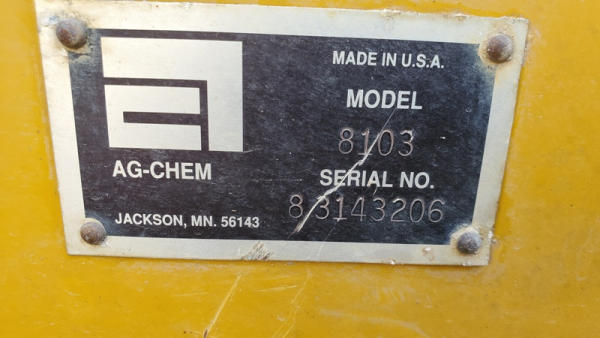 MADE IN U.S.A.
MODEL
8103
AG-CHEM
SERIAL NO.
83143206
JACKSON, MN. 56143